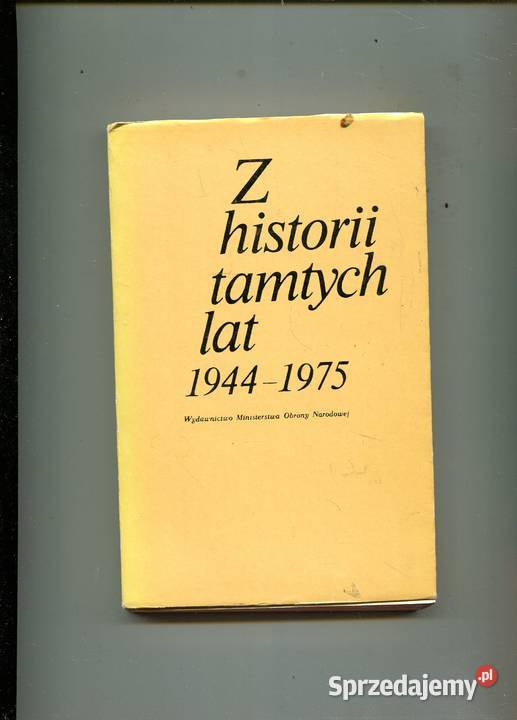 Z
historii
tamtych
lat
1944-1975
Wydawnictwo Ministerstwa Obrony Narodowej
Sprzedajemy.pl